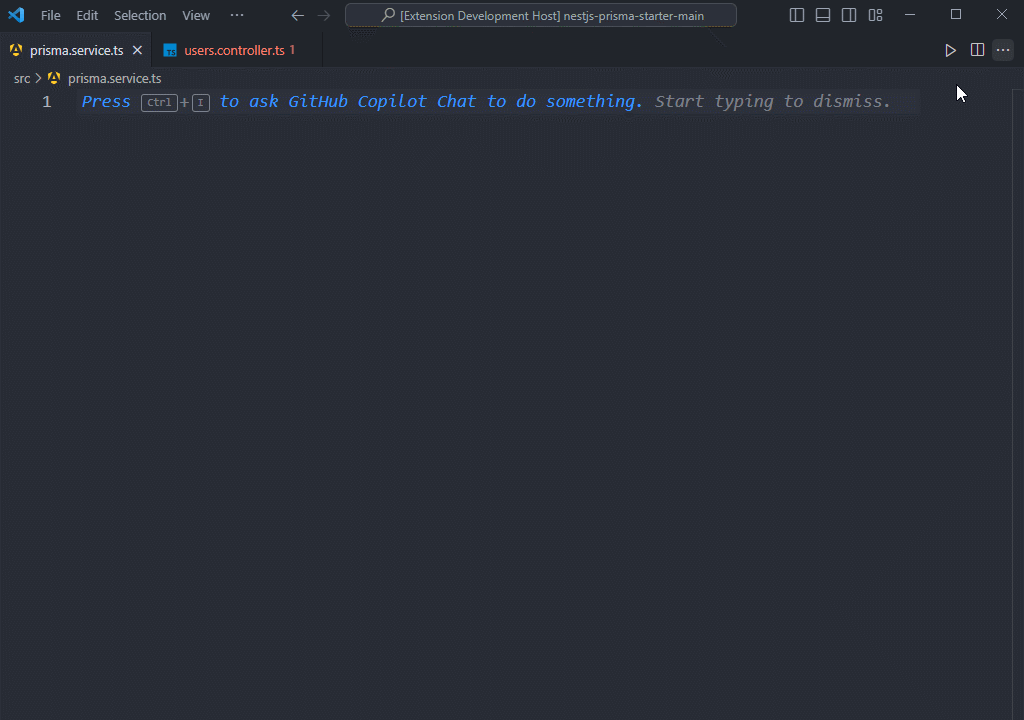 File Edit Selection View ··· [Extension Development Host] nestjs-prisma-starter-main
prisma.service.ts TS users.controller.ts 1
src > prisma.service.ts
1 Press Ctrl+I to ask GitHub Copilot Chat to do something. Start typing to dismiss.